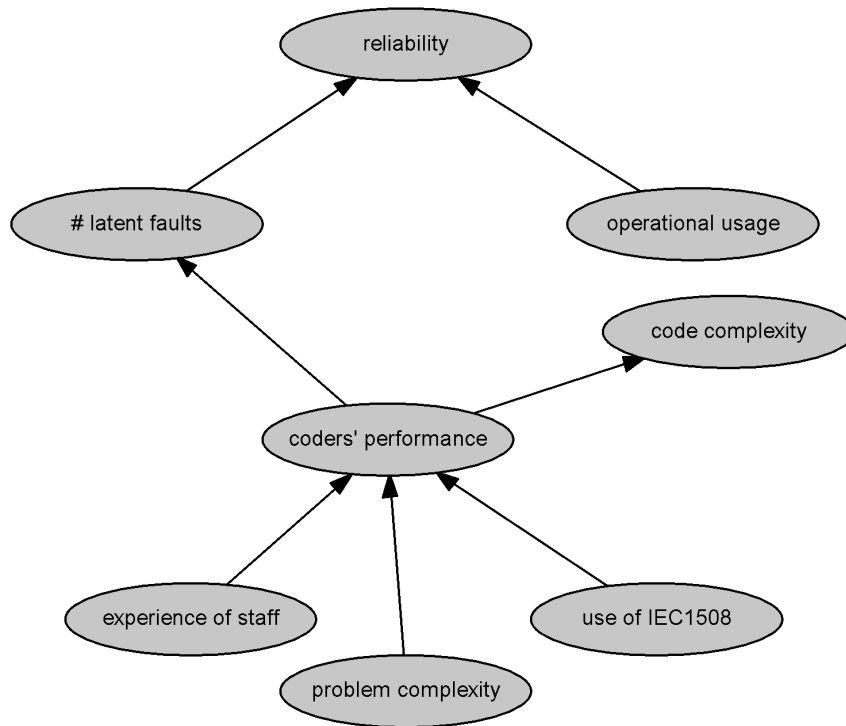 reliability
# latent faults
operational usage
code complexity
coders' performance
experience of staff
use of IEC1508
problem complexity